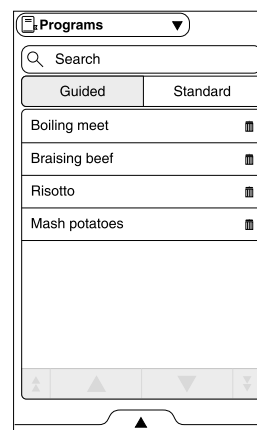 Programs
Search
Guided Standard
Boiling meet
Braising beef
Risotto
Mash potatoes